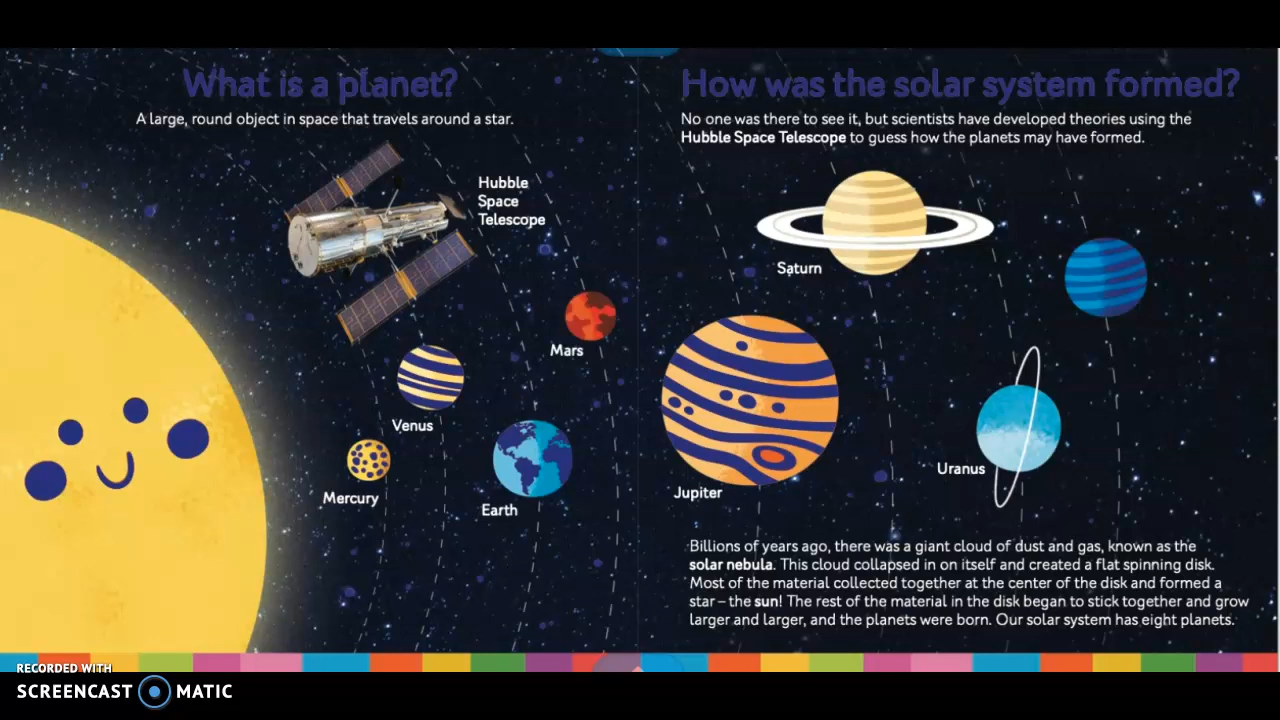 What is a planet?
A large, round object in space that travels around a star.
Hubble
Space
Telescope
Mars
Venus
Mercury
Earth
How was the solar system formed?
No one was there to see it, but scientists have developed theories using the
Hubble Space Telescope to guess how the planets may have formed.
Saturn
Jupiter
Uranus
Billions of years ago, there was a giant cloud of dust and gas, known as the
solar nebula. This cloud collapsed in on itself and created a flat spinning disk.
Most of the material collected together at the center of the disk and formed a
star – the sun! The rest of the material in the disk began to stick together and grow
larger and larger, and the planets were born. Our solar system has eight planets.
RECORDED WITH
SCREENCAST MATIC